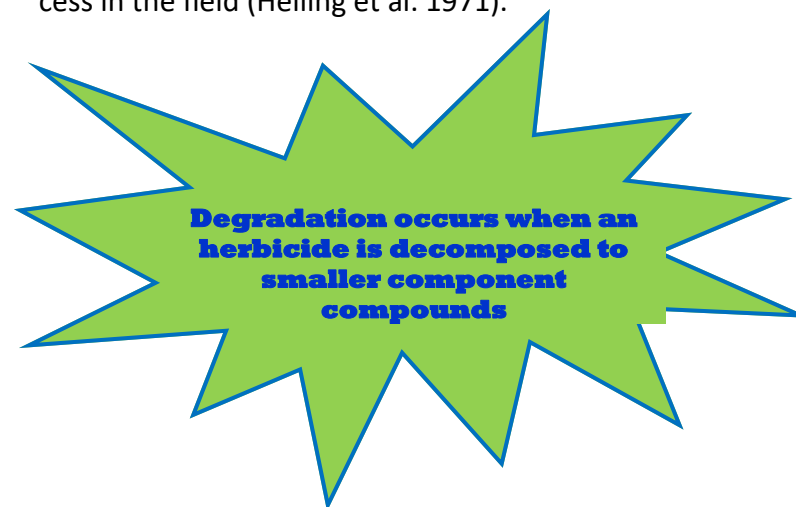 cess in the field (Helling et al. 1971).
Degradation occurs when an
herbicide is decomposed to
smaller component
compounds